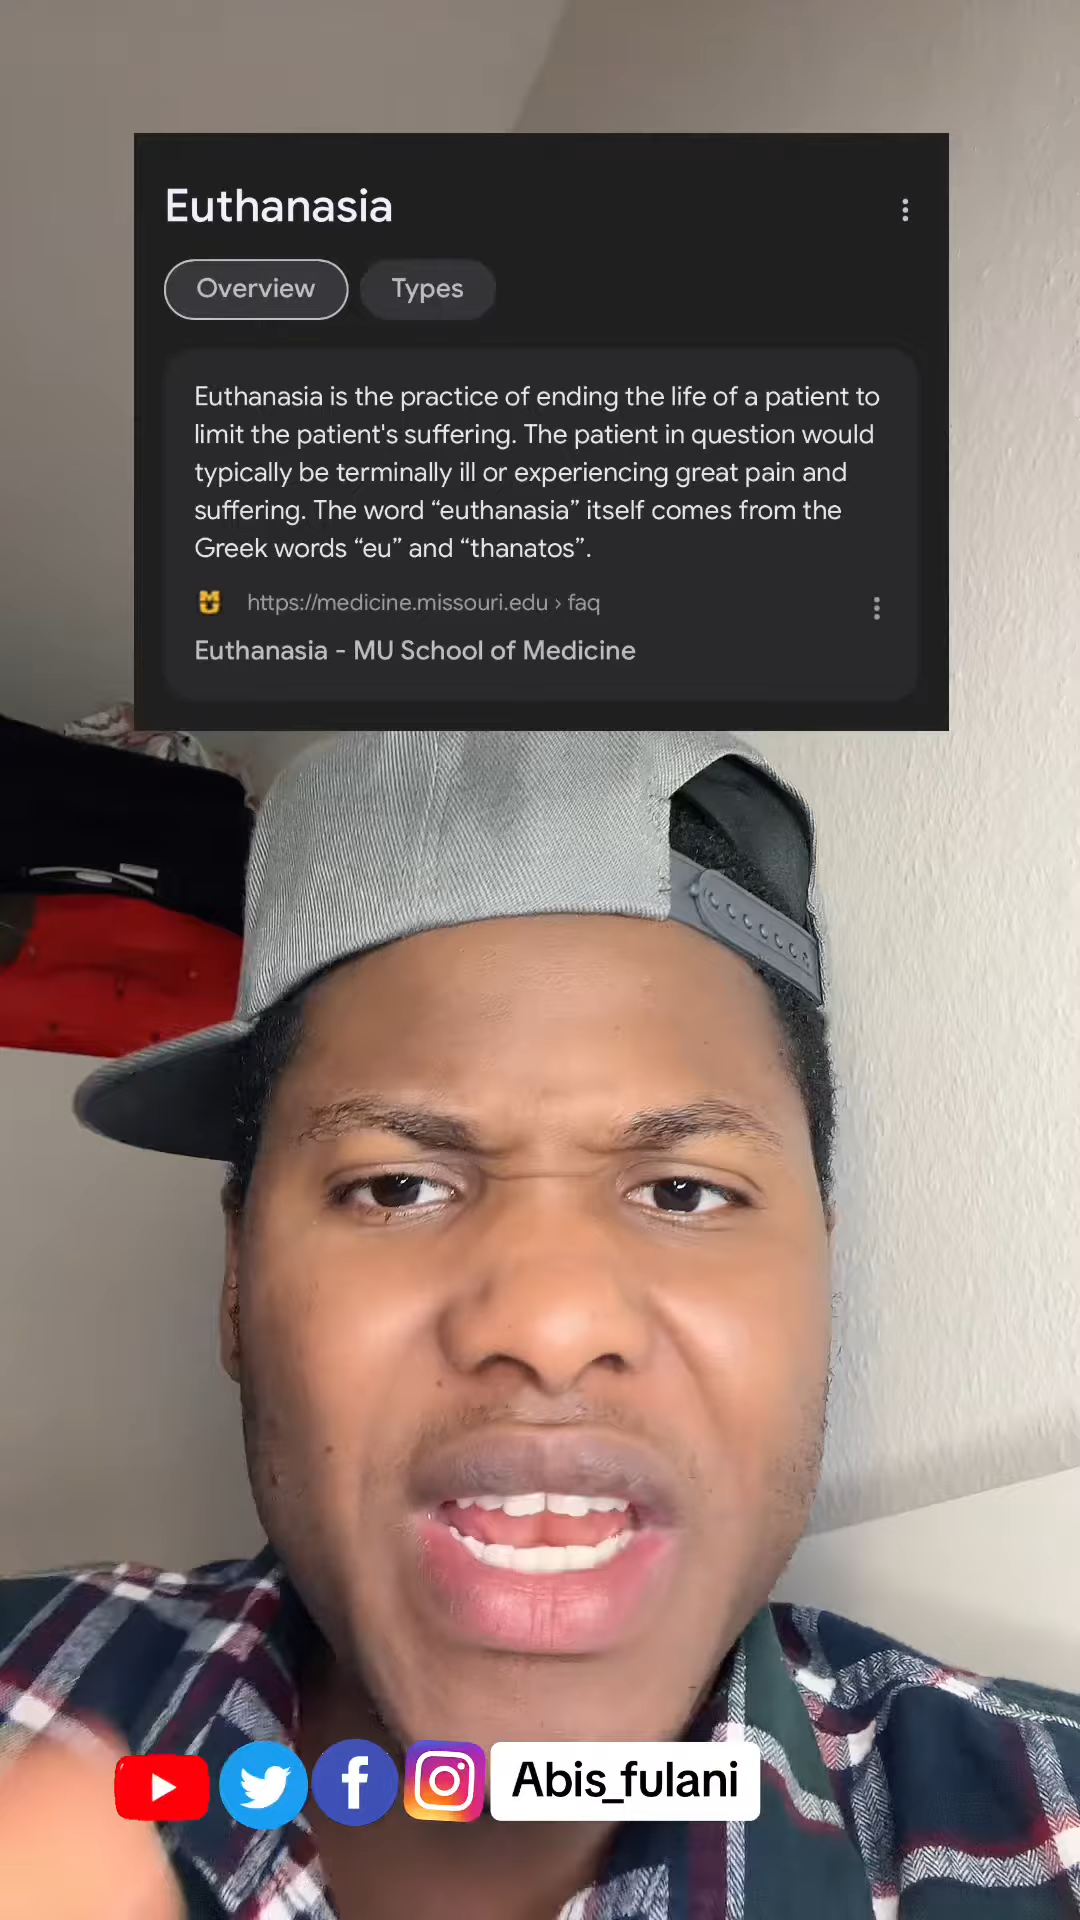 Euthanasia
Overview Types
Euthanasia is the practice of ending the life of a patient to
limit the patient's suffering. The patient in question would
typically be terminally ill or experiencing great pain and
suffering. The word “euthanasia” itself comes from the
Greek words “eu” and “thanatos”.
https://medicine.missouri.edu › faq
Euthanasia - MU School of Medicine
Abis_fulani